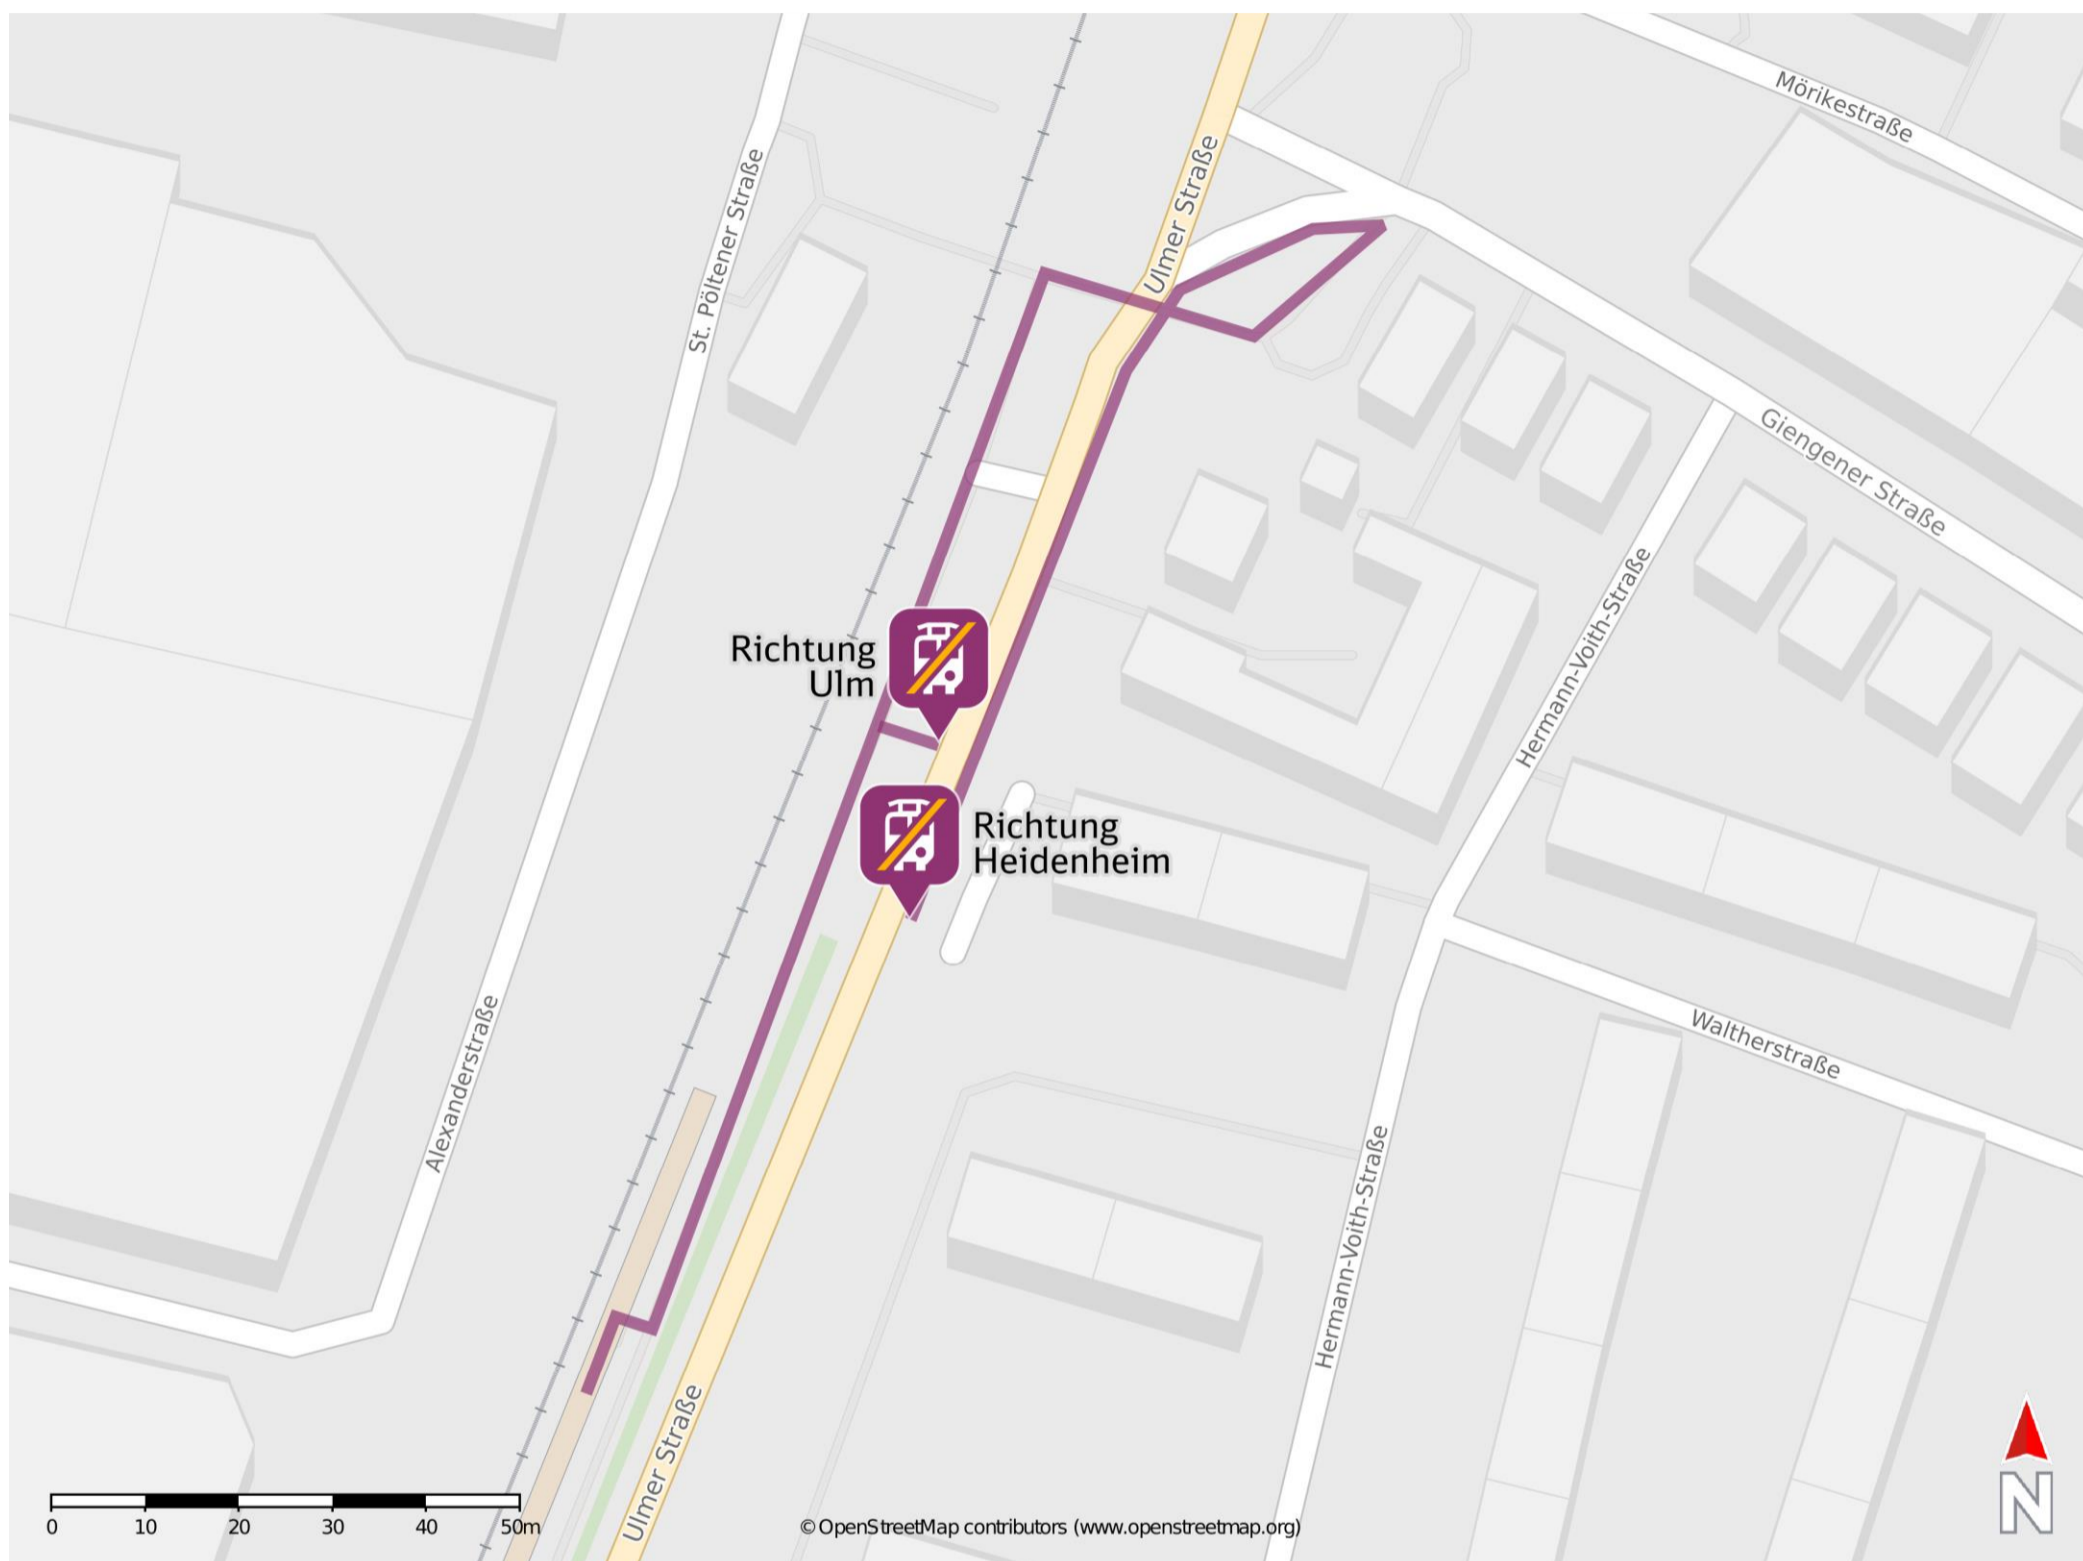 Mörikestraße
Ulmer Straße
St. Pöltener Straße
Giengener Straße
Hermann-Voith-Straße
Richtung
Ulm
Richtung
Heidenheim
Alexanderstraße
Waltherstraße
Hermann-Voith-Straße
Ulmer Straße
N
0 10 20 30 40 50m
© OpenStreetMap contributors (www.openstreetmap.org)